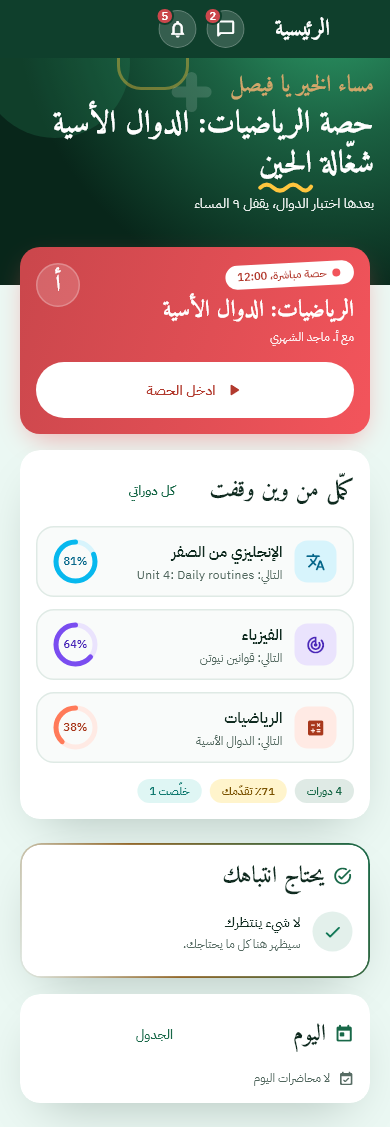 الرئيسية
2
5
مساء الخير يا فيصل
حصة الرياضيات: الدوال الأسية
شغّالة الحين
بعدها اختبار الدوال، يقفل ٩ المساء
حصة مباشرة، 12:00
أ
الرياضيات: الدوال الأسية
مع أ. ماجد الشهري
ادخل الحصة
كمّل من وين وقفت
كل دوراتي
الإنجليزي من الصفر
التالي: Unit 4: Daily routines
81%
الفيزياء
التالي: قوانين نيوتن
64%
الرياضيات
التالي: الدوال الأسية
38%
4 دورات
71٪ تقدّمك
خلّصت 1
يحتاج انتباهك
لا شيء ينتظرك
سيظهر هنا كل ما يحتاجك.
اليوم
الجدول
لا محاضرات اليوم